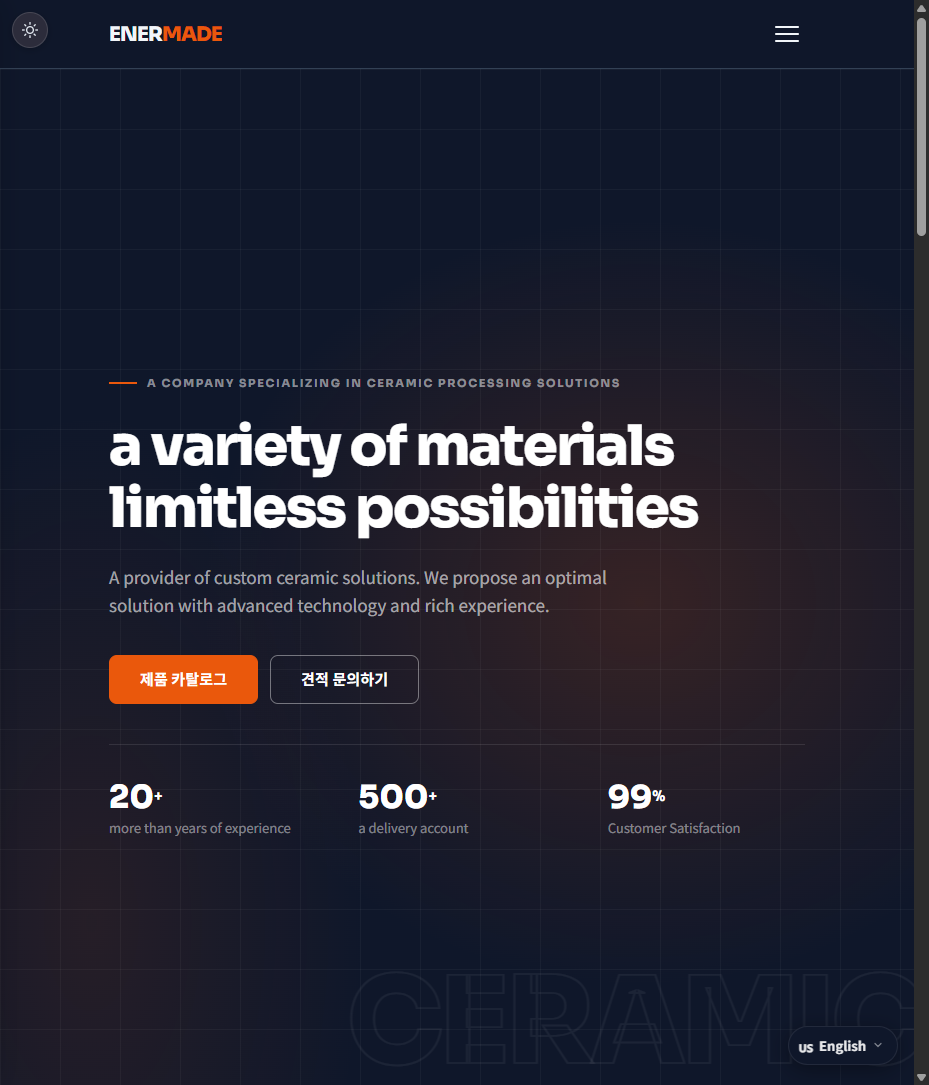 ENERMADE
A COMPANY SPECIALIZING IN CERAMIC PROCESSING SOLUTIONS
a variety of materials
limitless possibilities
A provider of custom ceramic solutions. We propose an optimal
solution with advanced technology and rich experience.
제품 카탈로그
견적 문의하기
20+
500+
99%
more than years of experience
a delivery account
Customer Satisfaction
CERAMIC
US English